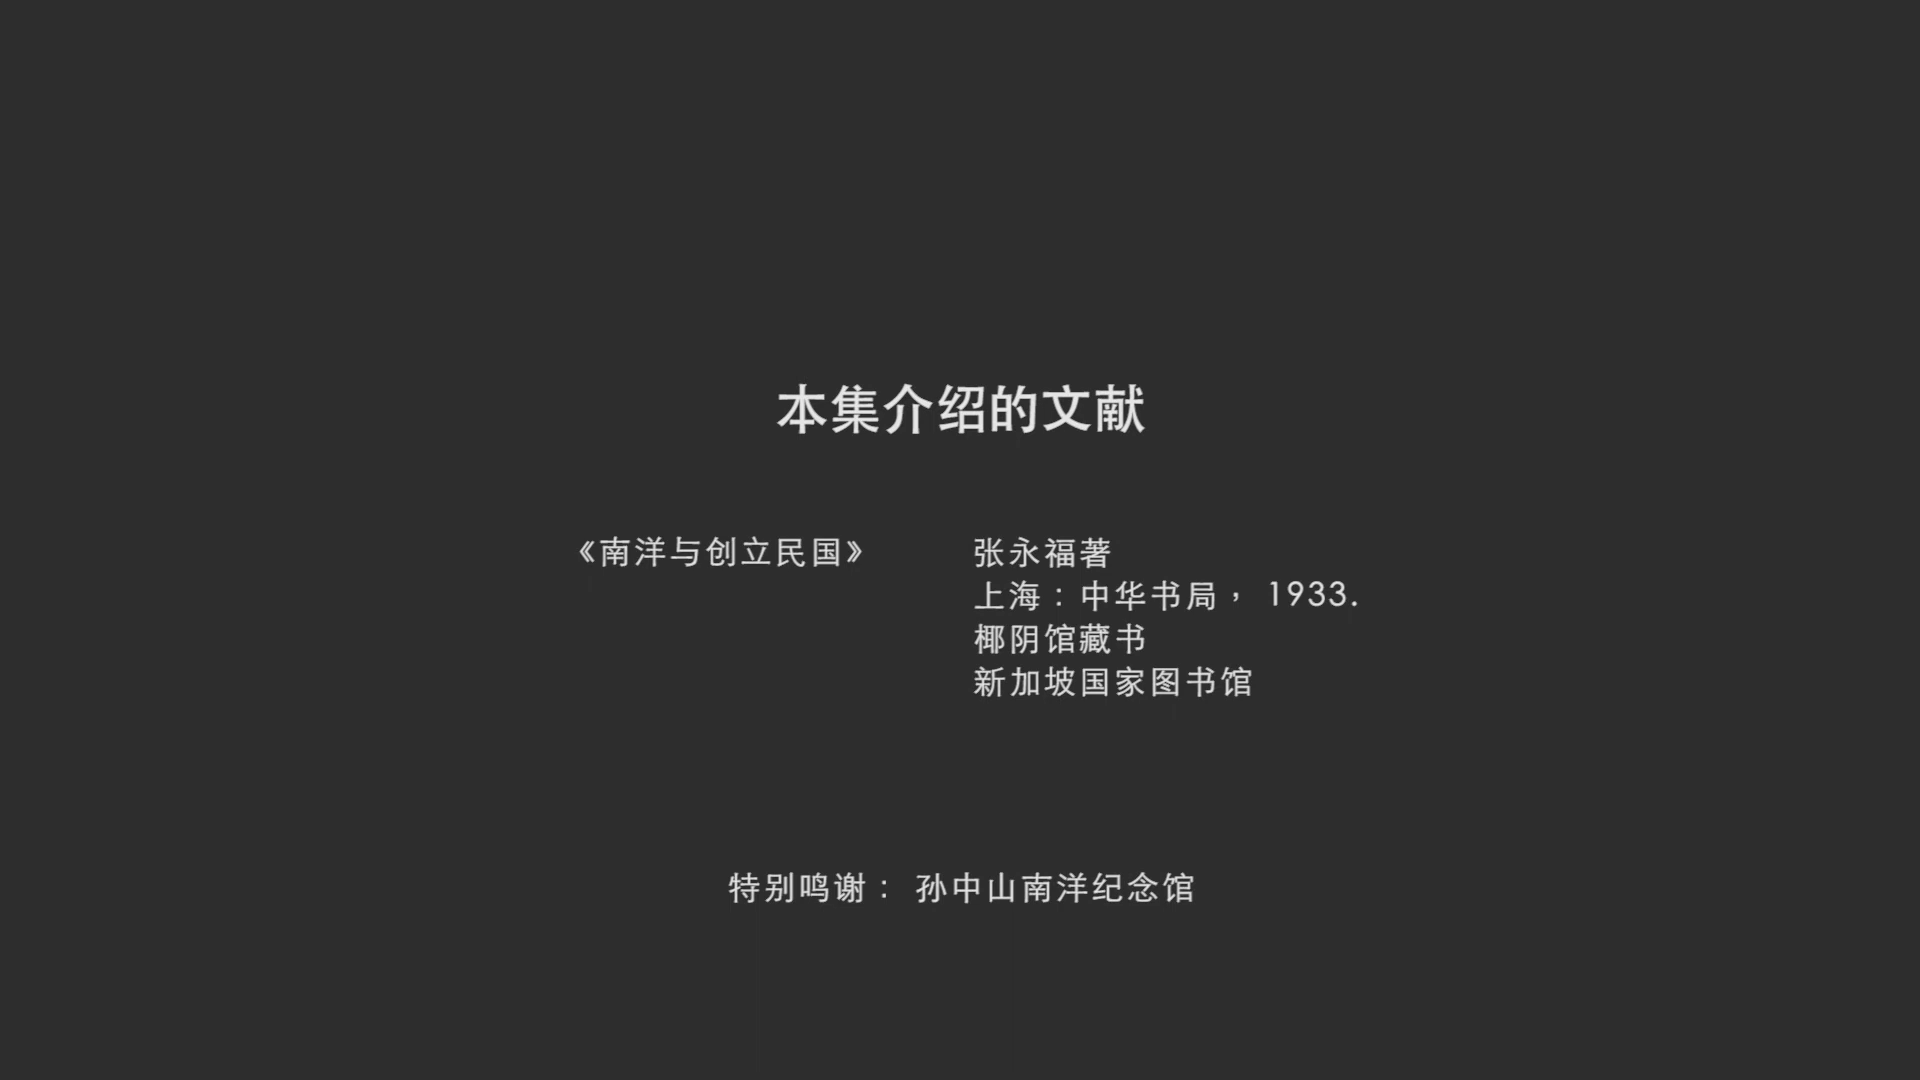 本集介绍的文献
《南洋与创立民国》 张永福著
上海：中华书局， 1933.
椰阴馆藏书
新加坡国家图书馆
特别鸣谢： 孙中山南洋纪念馆